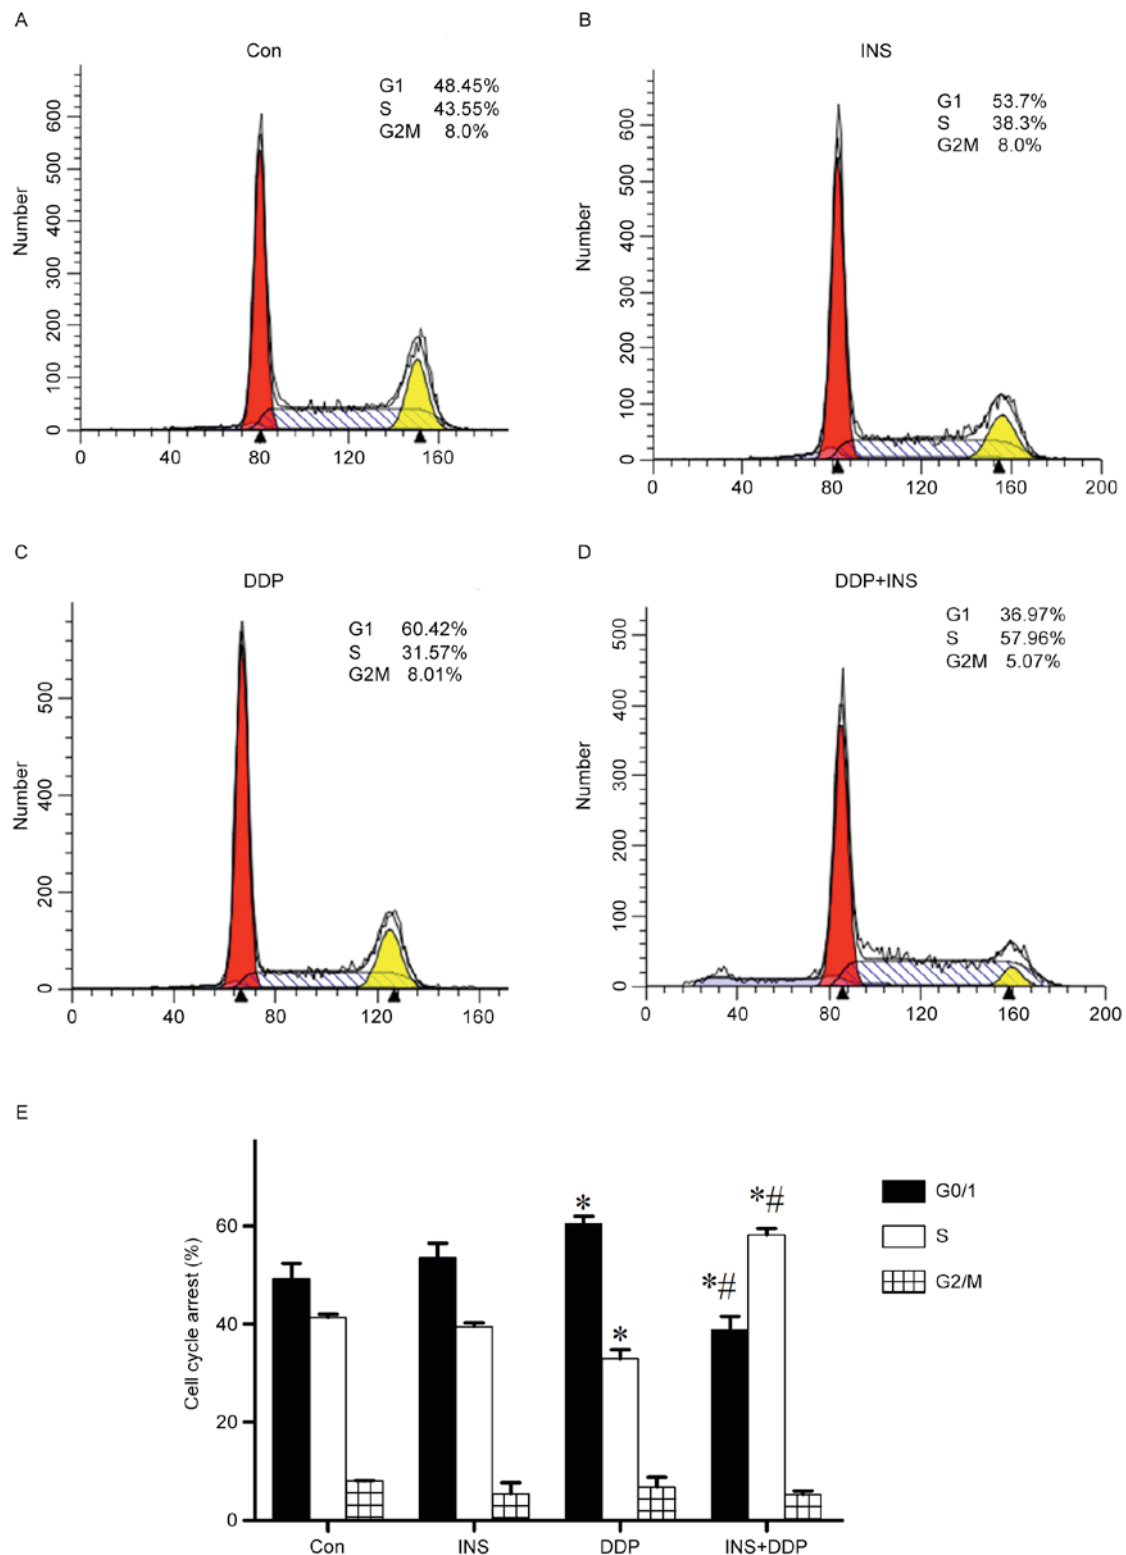 A
Con
G1 48.45%
S 43.55%
G2M 8.0%
Number
600
500
400
300
200
100
0
0 40 80 120 160
B
INS
G1 53.7%
S 38.3%
G2M 8.0%
Number
600
500
400
300
200
100
0
0 40 80 120 160 200
C
DDP
G1 60.42%
S 31.57%
G2M 8.01%
Number
500
400
200
0
0 40 80 120 160
D
DDP+INS
G1 36.97%
S 57.96%
G2M 5.07%
Number
500
400
300
200
100
0
0 40 80 120 160 200
E
Cell cycle arrest (%)
60
40
20
0
*
*
*#
*#
G0/1
S
G2/M
Con INS DDP INS+DDP